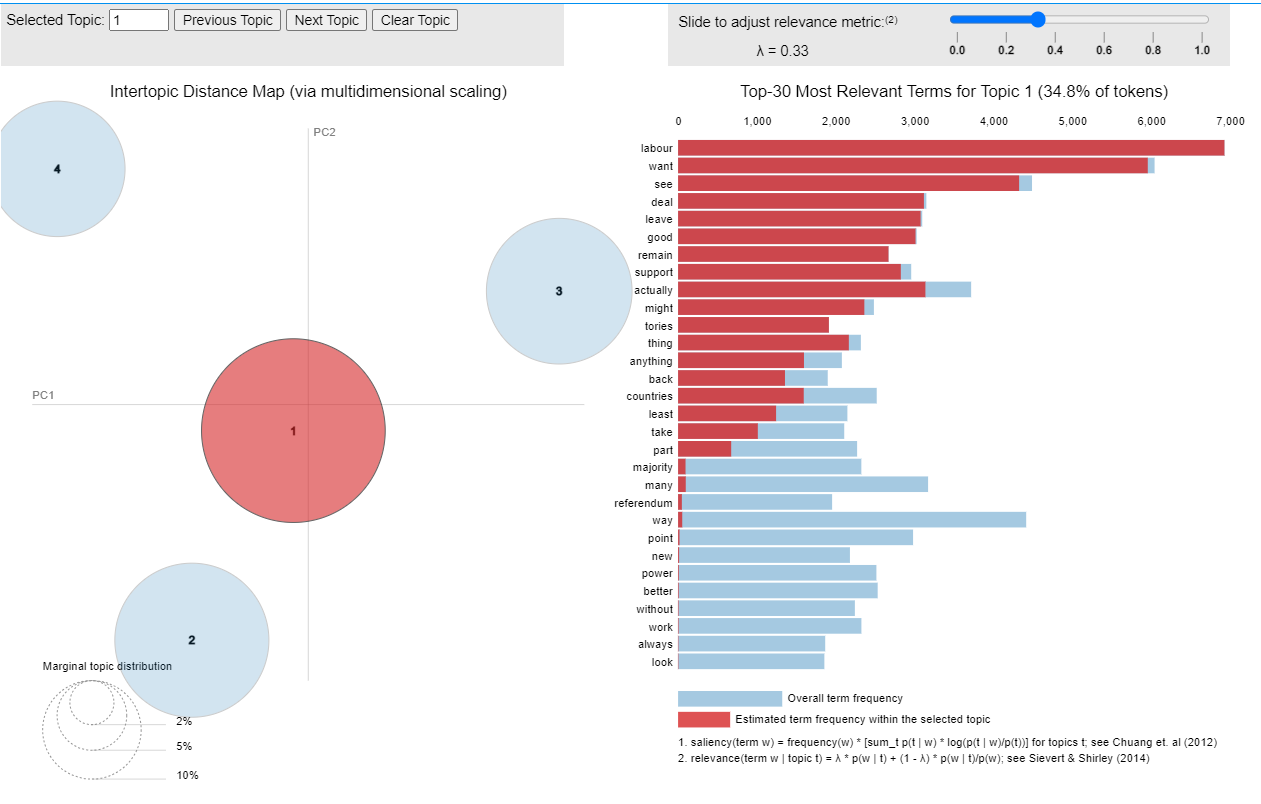 Selected Topic: 1 Previous Topic Next Topic Clear Topic
Slide to adjust relevance metric:(2)
λ = 0.33
0.0 0.2 0.4 0.6 0.8 1.0
Intertopic Distance Map (via multidimensional scaling)
PC2
PC1
4
3
1
2
Marginal topic distribution
2%
5%
10%
Top-30 Most Relevant Terms for Topic 1 (34.8% of tokens)
0 1,000 2,000 3,000 4,000 5,000 6,000 7,000
labour
want
see
deal
leave
good
remain
support
actually
might
tories
thing
anything
back
countries
least
take
part
majority
many
referendum
way
point
new
power
better
without
work
always
look
Overall term frequency
Estimated term frequency within the selected topic
1. saliency(term w) = frequency(w) * [sum_t p(t | w) * log(p(t | w)/p(t))] for topics t; see Chuang et. al (2012)
2. relevance(term w | topic t) = λ * p(w | t) + (1 - λ) * p(w | t)/p(w); see Sievert & Shirley (2014)